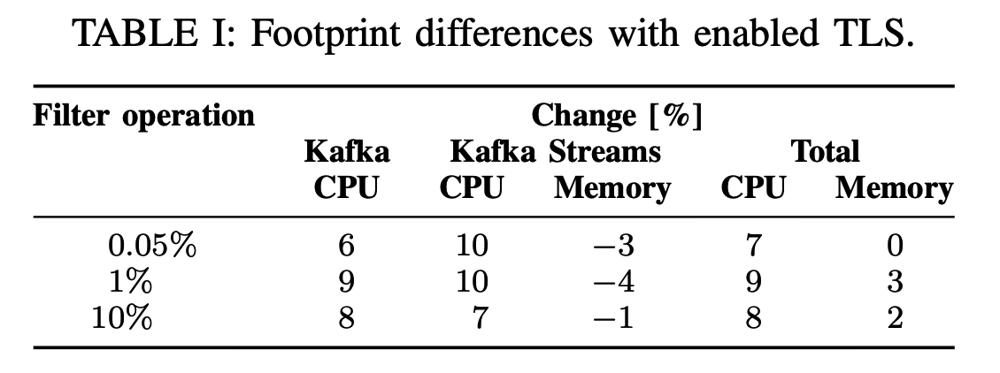 TABLE I: Footprint differences with enabled TLS.
Filter operation Change [%]
Kafka Kafka Streams Total
CPU CPU Memory CPU Memory
0.05% 6 10 −3 7 0
1% 9 10 −4 9 3
10% 8 7 −1 8 2